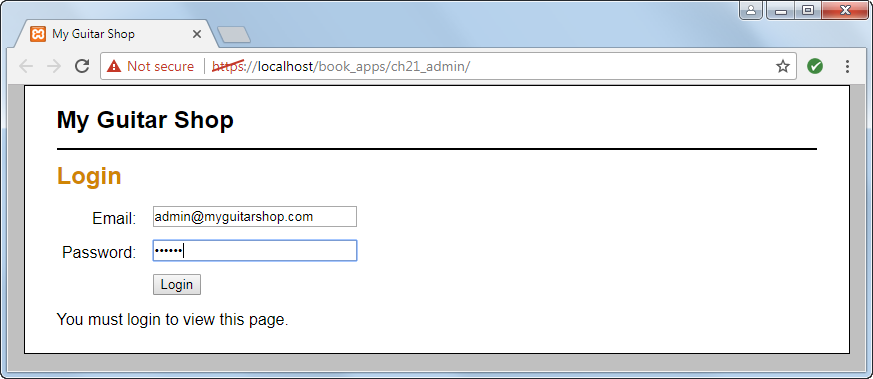 My Guitar Shop
Not secure https://localhost/book_apps/ch21_admin/
My Guitar Shop
Login
Email: admin@myguitarshop.com
Password: ••••••
Login
You must login to view this page.